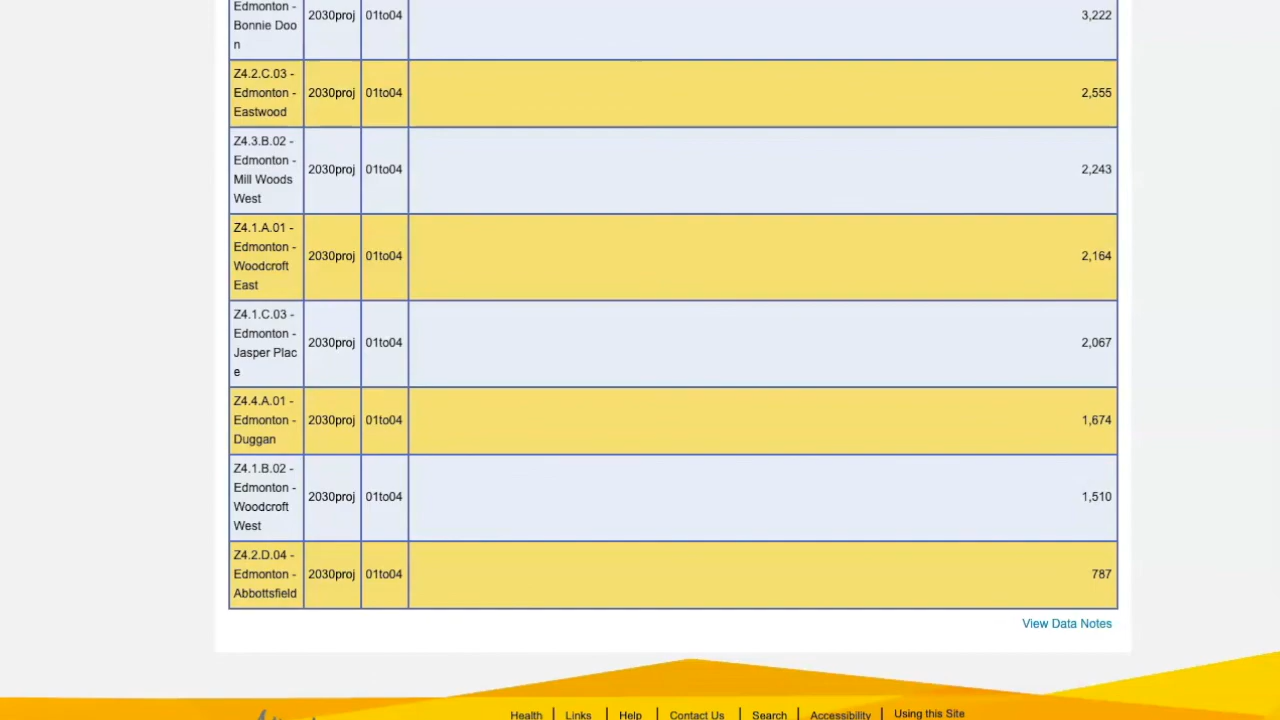 Edmonton -
Bonnie Doo
n
2030proj
01to04
3,222
Z4.2.C.03 -
Edmonton -
Eastwood
2030proj
01to04
2,555
Z4.3.B.02 -
Edmonton -
Mill Woods
West
2030proj
01to04
2,243
Z4.1.A.01 -
Edmonton -
Woodcroft
East
2030proj
01to04
2,164
Z4.1.C.03 -
Edmonton -
Jasper Plac
e
2030proj
01to04
2,067
Z4.4.A.01 -
Edmonton -
Duggan
2030proj
01to04
1,674
Z4.1.B.02 -
Edmonton -
Woodcroft
West
2030proj
01to04
1,510
Z4.2.D.04 -
Edmonton -
Abbottsfield
2030proj
01to04
787
View Data Notes
Health | Links | Help | Contact Us | Search | Accessibility | Using this Site